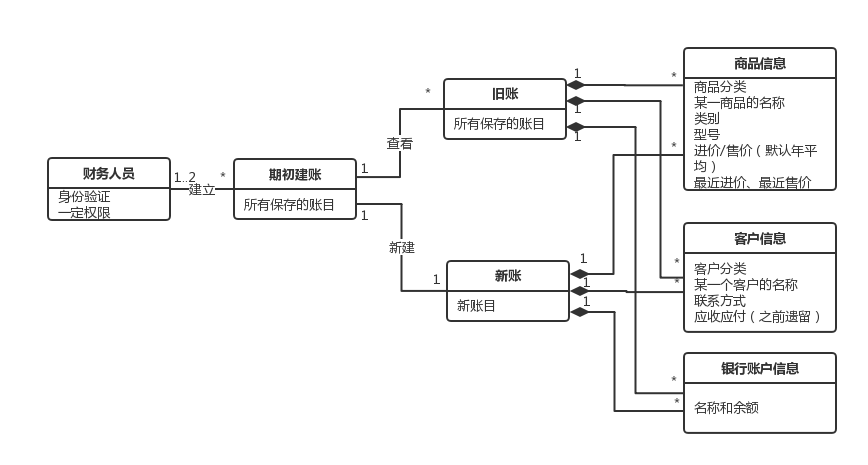 财务人员
身份验证
一定权限
1..2
建立
*
期初建账
所有保存的账目
1
查看
*
1
新建
1
旧账
所有保存的账目
1
1
1
新账
新账目
1
1
1
*
*
商品信息
商品分类
某一商品的名称
类别
型号
进价/售价（默认年平
均）
最近进价、最近售价
*
*
客户信息
客户分类
某一个客户的名称
联系方式
应收应付（之前遗留）
*
*
银行账户信息
名称和余额